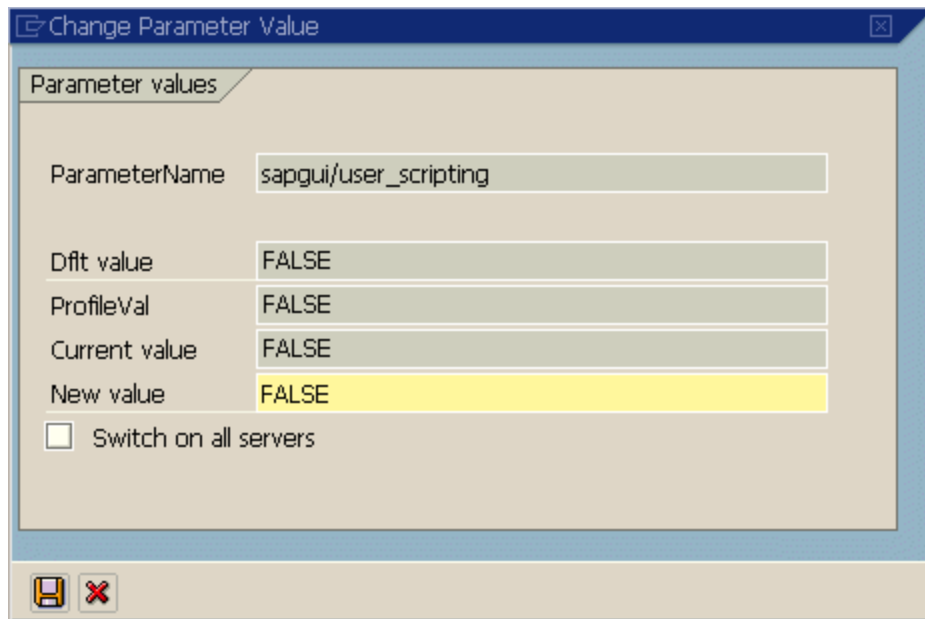 Change Parameter Value
Parameter values
ParameterName sapgui/user_scripting
Dflt value FALSE
ProfileVal FALSE
Current value FALSE
New value FALSE
Switch on all servers